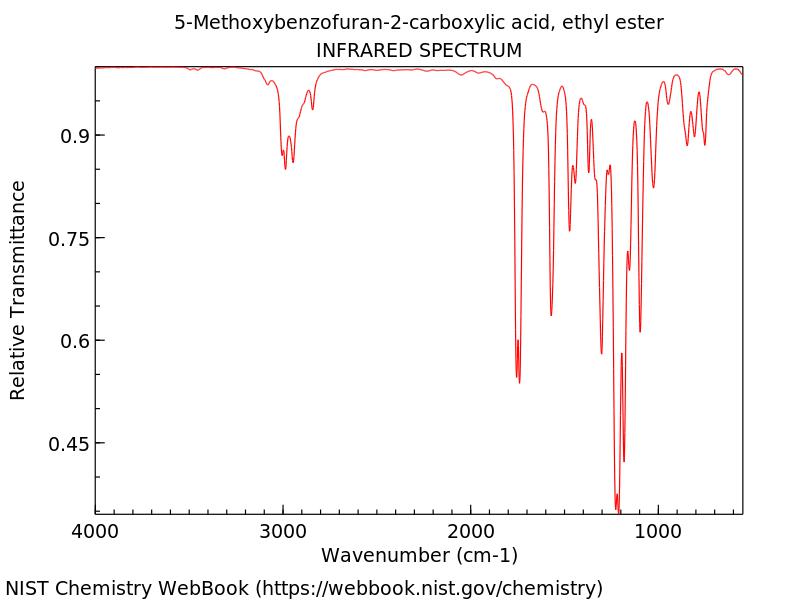 5-Methoxybenzofuran-2-carboxylic acid, ethyl ester
INFRARED SPECTRUM
0.9
0.75
0.6
0.45
Relative Transmittance
4000 3000 2000 1000
Wavenumber (cm-1)
NIST Chemistry WebBook (https://webbook.nist.gov/chemistry)